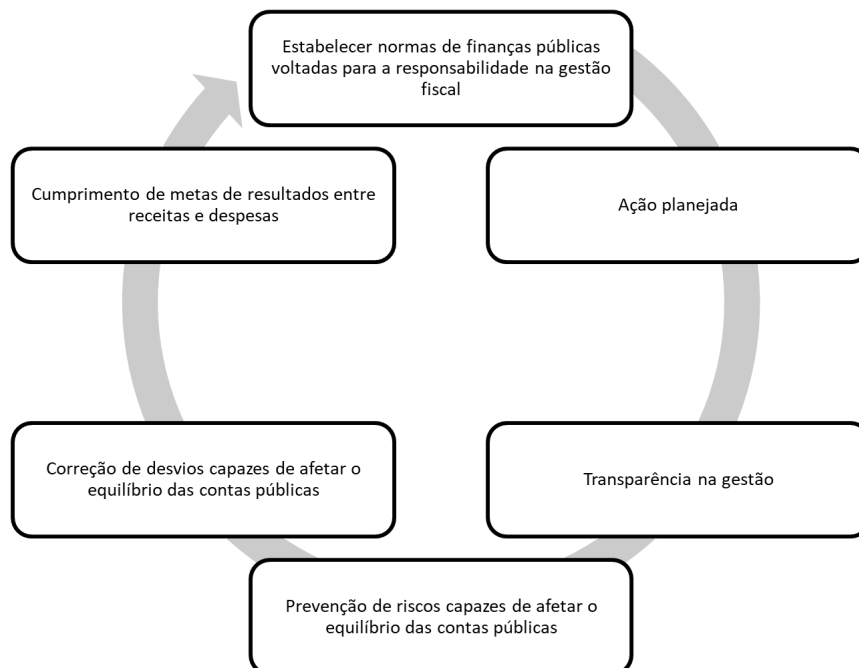 Estabelecer normas de finanças públicas
voltadas para a responsabilidade na gestão
fiscal
Ação planejada
Transparência na gestão
Prevenção de riscos capazes de afetar o
equilíbrio das contas públicas
Correção de desvios capazes de afetar o
equilíbrio das contas públicas
Cumprimento de metas de resultados entre
receitas e despesas